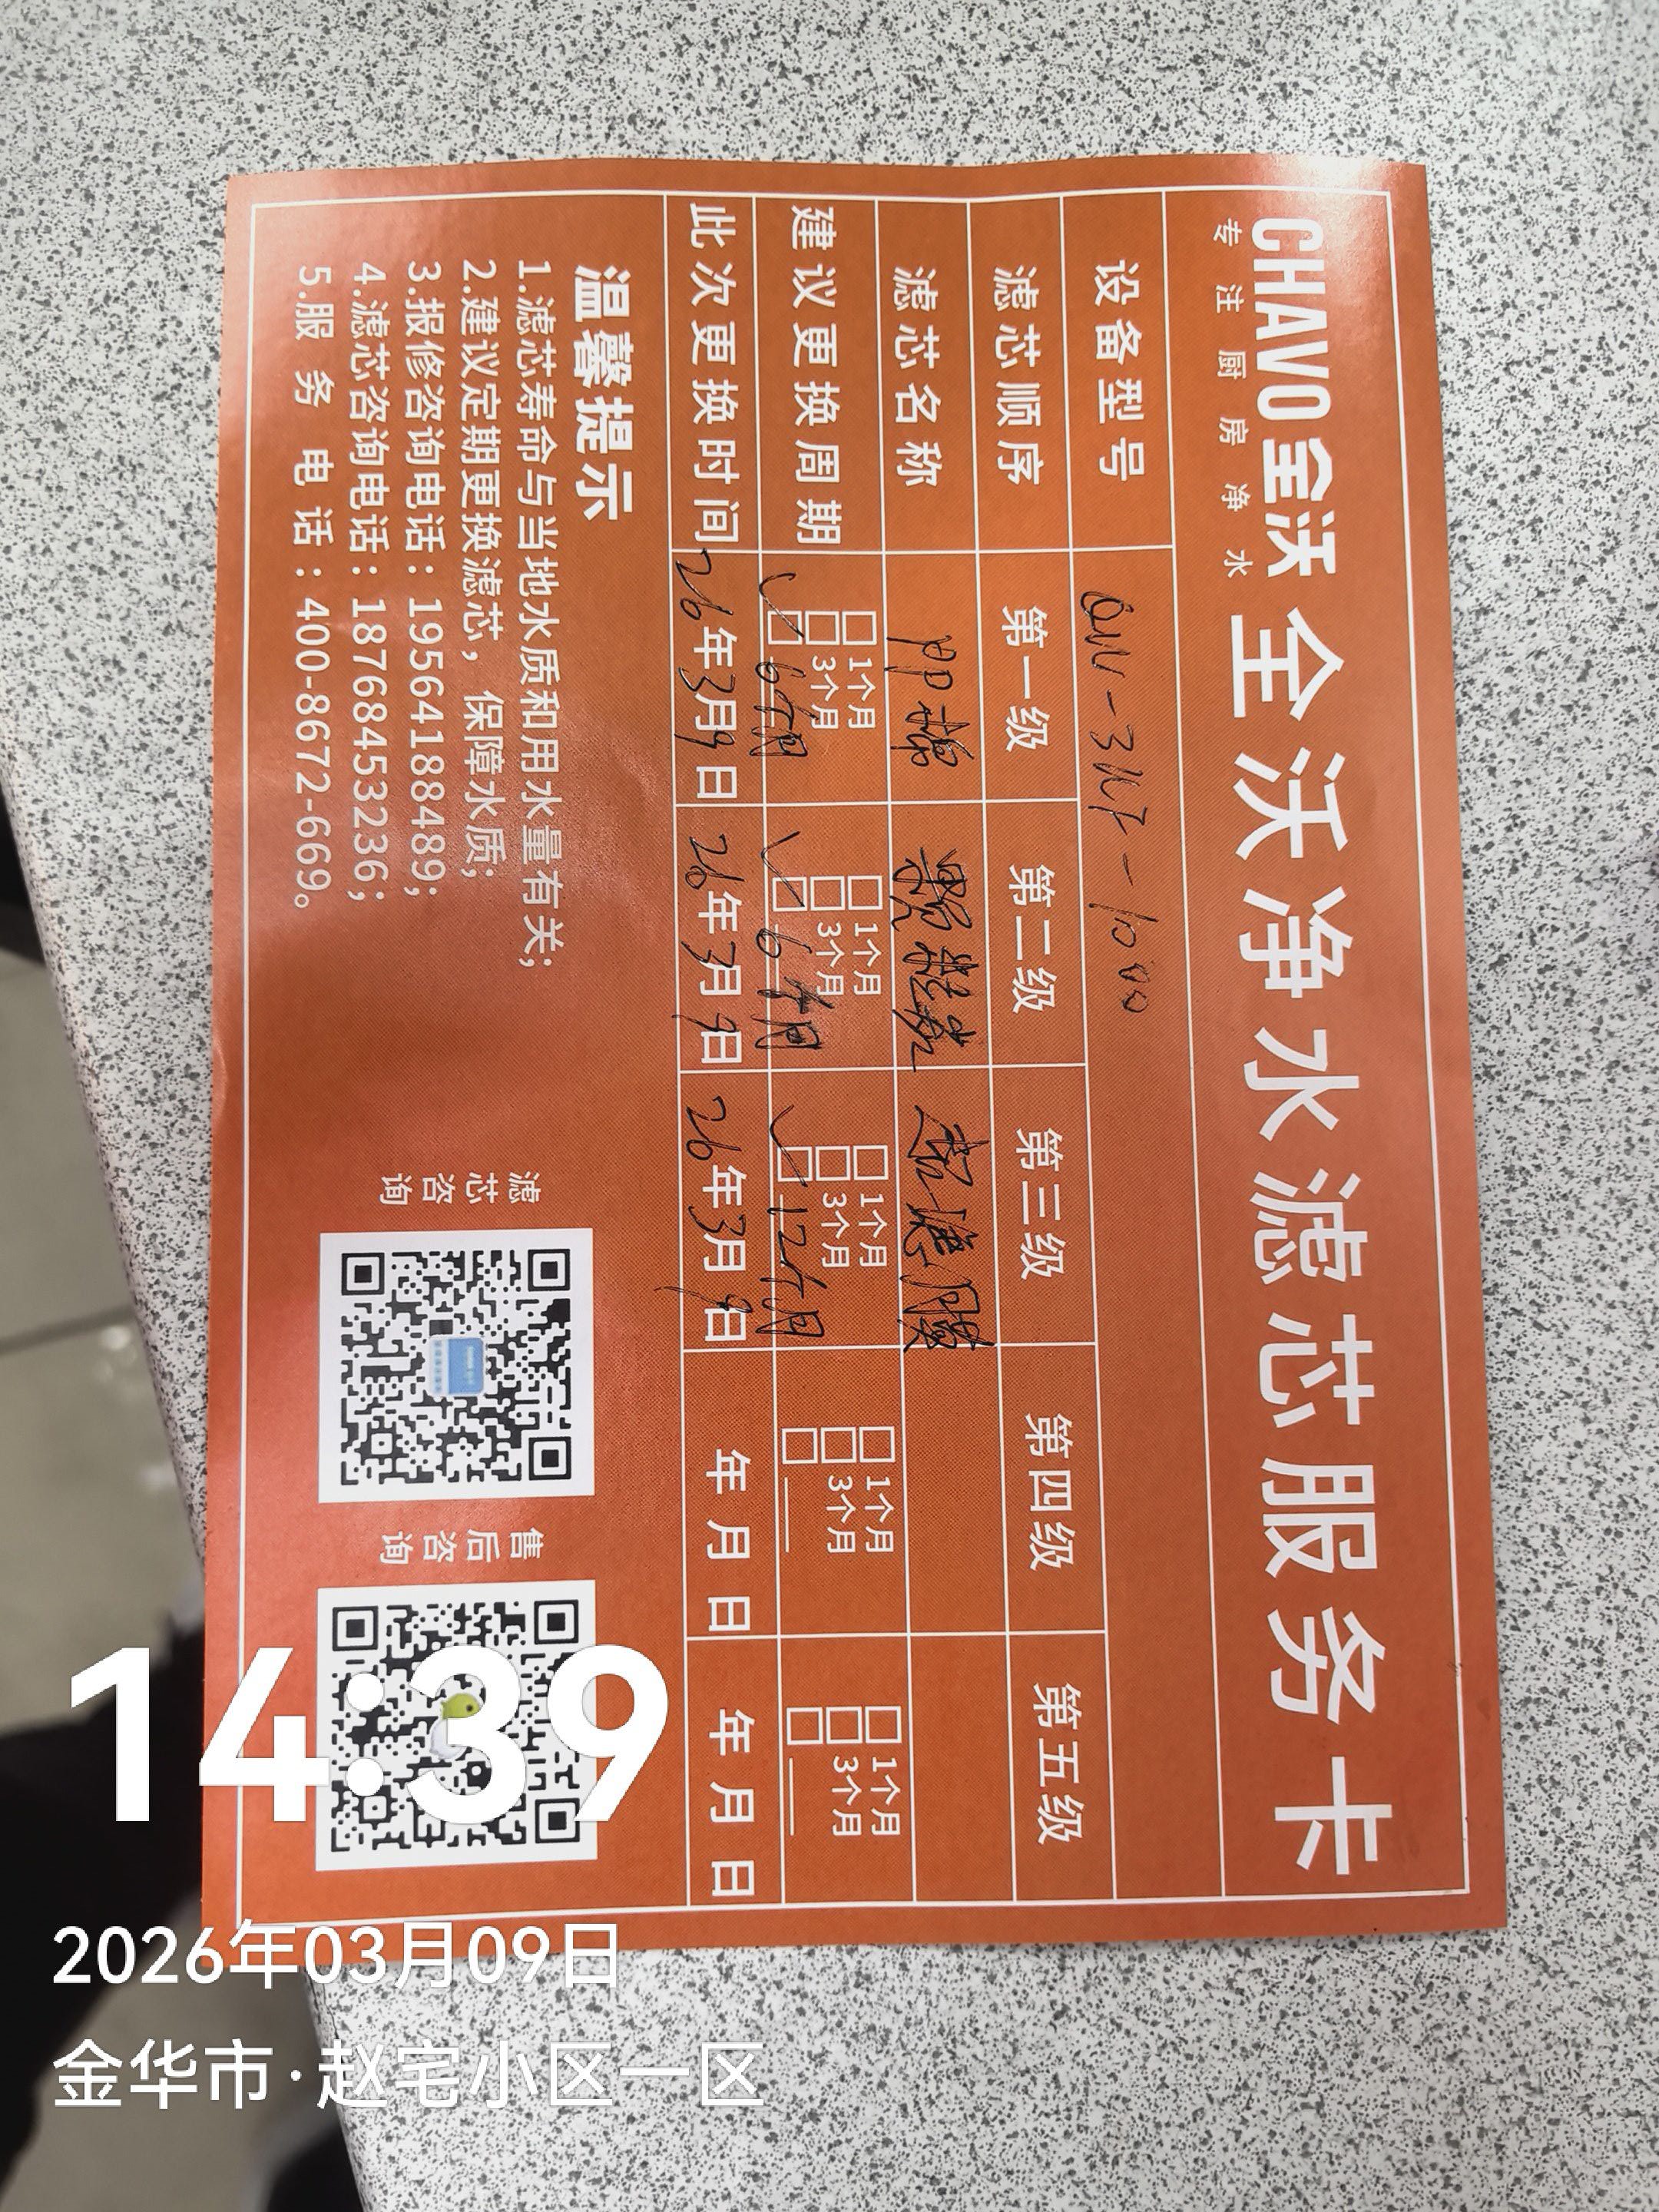 CHAVO全沃 全沃净水滤芯服务卡
专注厨房净水
设备型号 QW-3UF-1000
滤芯顺序 第一级 第二级 第三级 第四级 第五级
滤芯名称 PP棉 颗粒炭 超滤膜
建议更换周期 □1个月 □1个月 □1个月 □1个月 □1个月
□3个月 □3个月 □3个月 □3个月 □3个月
✓□6个月 ✓□6个月 ✓□12个月 □ □
此次更换时间 26年3月9日 26年3月9日 26年3月9日 年月日 年月日
温馨提示
1.滤芯寿命与当地水质和用水量有关;
2.建议定期更换滤芯，保障水质;
3.报修咨询电话: 19564188489;
4.滤芯咨询电话: 18768453236;
5.服务电话: 400-8672-669。
滤芯咨询
售后咨询
14:39
2026年03月09日
金华市·赵宅小区一区